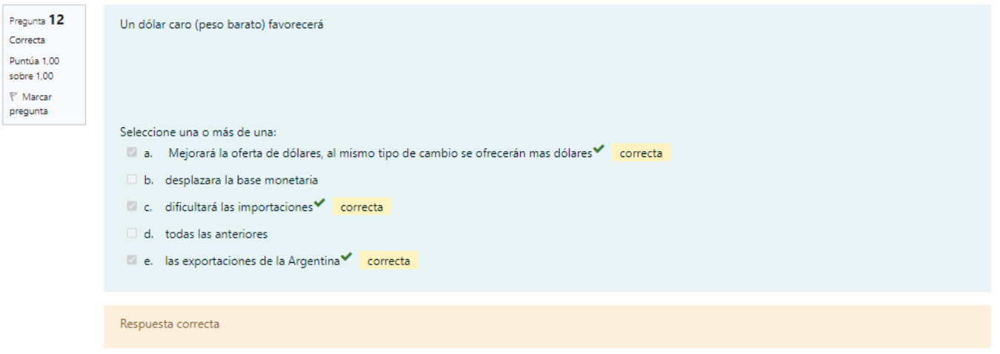 Pregunta 12
Correcta
Puntúa 1,00
sobre 1,00
Marcar
pregunta
Un dólar caro (peso barato) favorecerá
Seleccione una o más de una:
a. Mejorará la oferta de dólares, al mismo tipo de cambio se ofrecerán mas dólares correcta
b. desplazara la base monetaria
c. dificultará las importaciones correcta
d. todas las anteriores
e. las exportaciones de la Argentina correcta
Respuesta correcta